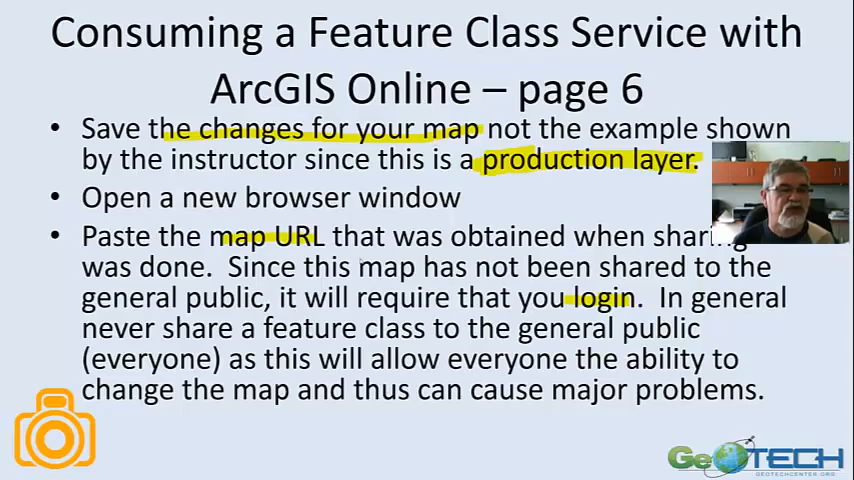 Consuming a Feature Class Service with
ArcGIS Online – page 6
• Save the changes for your map not the example shown
by the instructor since this is a production layer.
• Open a new browser window
• Paste the map URL that was obtained when sharing
was done.  Since this map has not been shared to the
general public, it will require that you login.  In general
never share a feature class to the general public
(everyone) as this will allow everyone the ability to
change the map and thus can cause major problems.
GeoTECH
GEOTECHCENTER.ORG